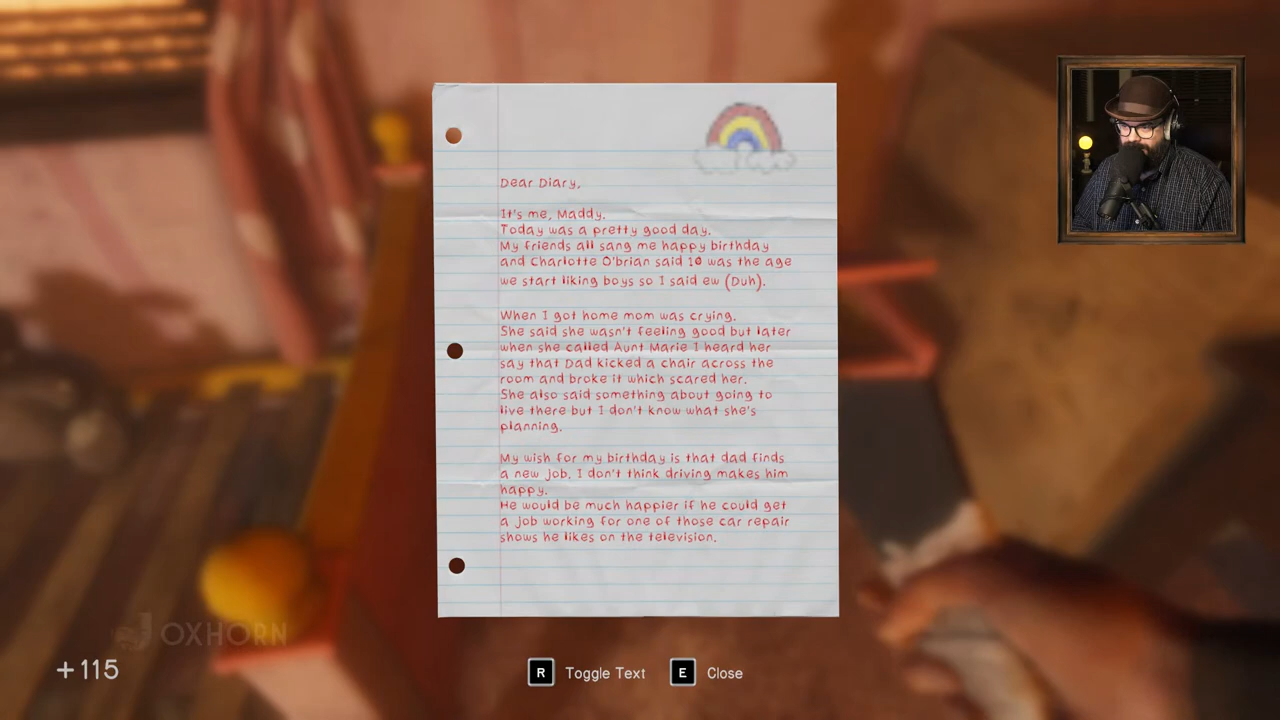 Dear Diary,
It's me, Maddy.
Today was a pretty good day.
My friends all sang me happy birthday
and Charlotte O'brian said 10 was the age
we start liking boys so I said ew (Duh).
When I got home mom was crying.
She said she wasn't feeling good but later
when she called Aunt Marie I heard her
say that Dad kicked a chair across the
room and broke it which scared her.
She also said something about going to
live there but I don't know what she's
planning.
My wish for my birthday is that dad finds
a new job. I don't think driving makes him
happy.
He would be much happier if he could get
a job working for one of those car repair
shows he likes on the television.
OXHORN
+115
R Toggle Text E Close